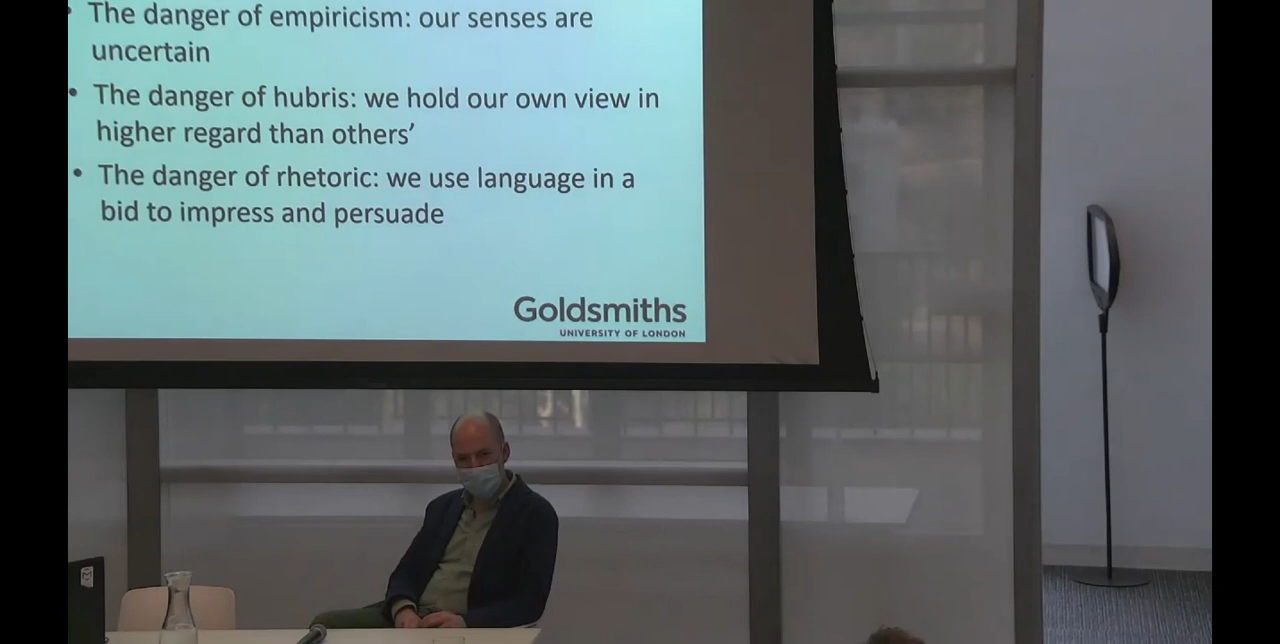 The danger of empiricism: our senses are
uncertain
• The danger of hubris: we hold our own view in
higher regard than others’
• The danger of rhetoric: we use language in a
bid to impress and persuade
Goldsmiths
UNIVERSITY OF LONDON